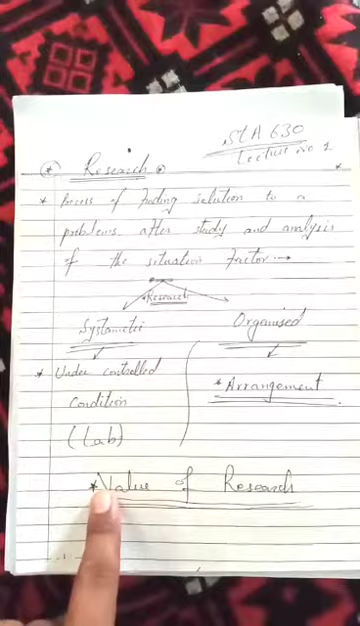 STA 630
Lecture No 1
* Research
* Process of finding solution to a
problems after study and analysis
of the situation factor
Research
Systametic
Organised
* Under controlled
Condition
(Lab)
* Arrangement
* Value of Research